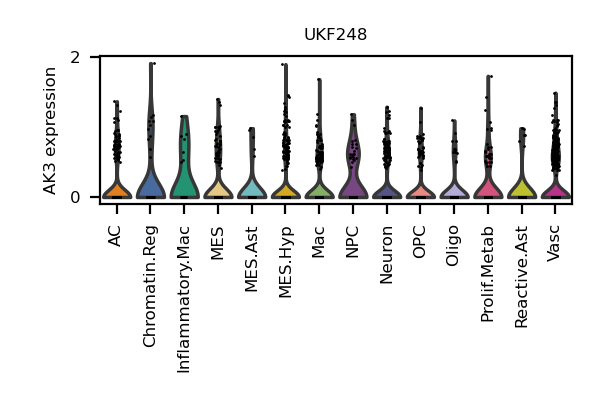 UKF248
AK3 expression
2
0
AC
Chromatin.Reg
Inflammatory.Mac
MES
MES.Ast
MES.Hyp
Mac
NPC
Neuron
OPC
Oligo
Prolif.Metab
Reactive.Ast
Vasc